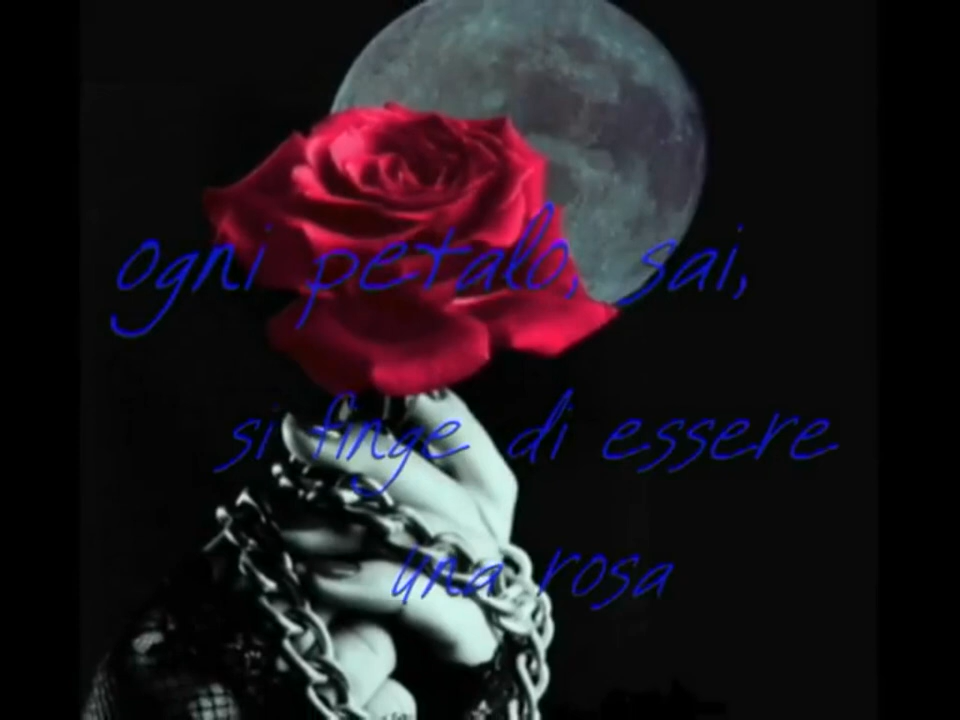 ogni petalo, sai,
si finge di essere
una rosa